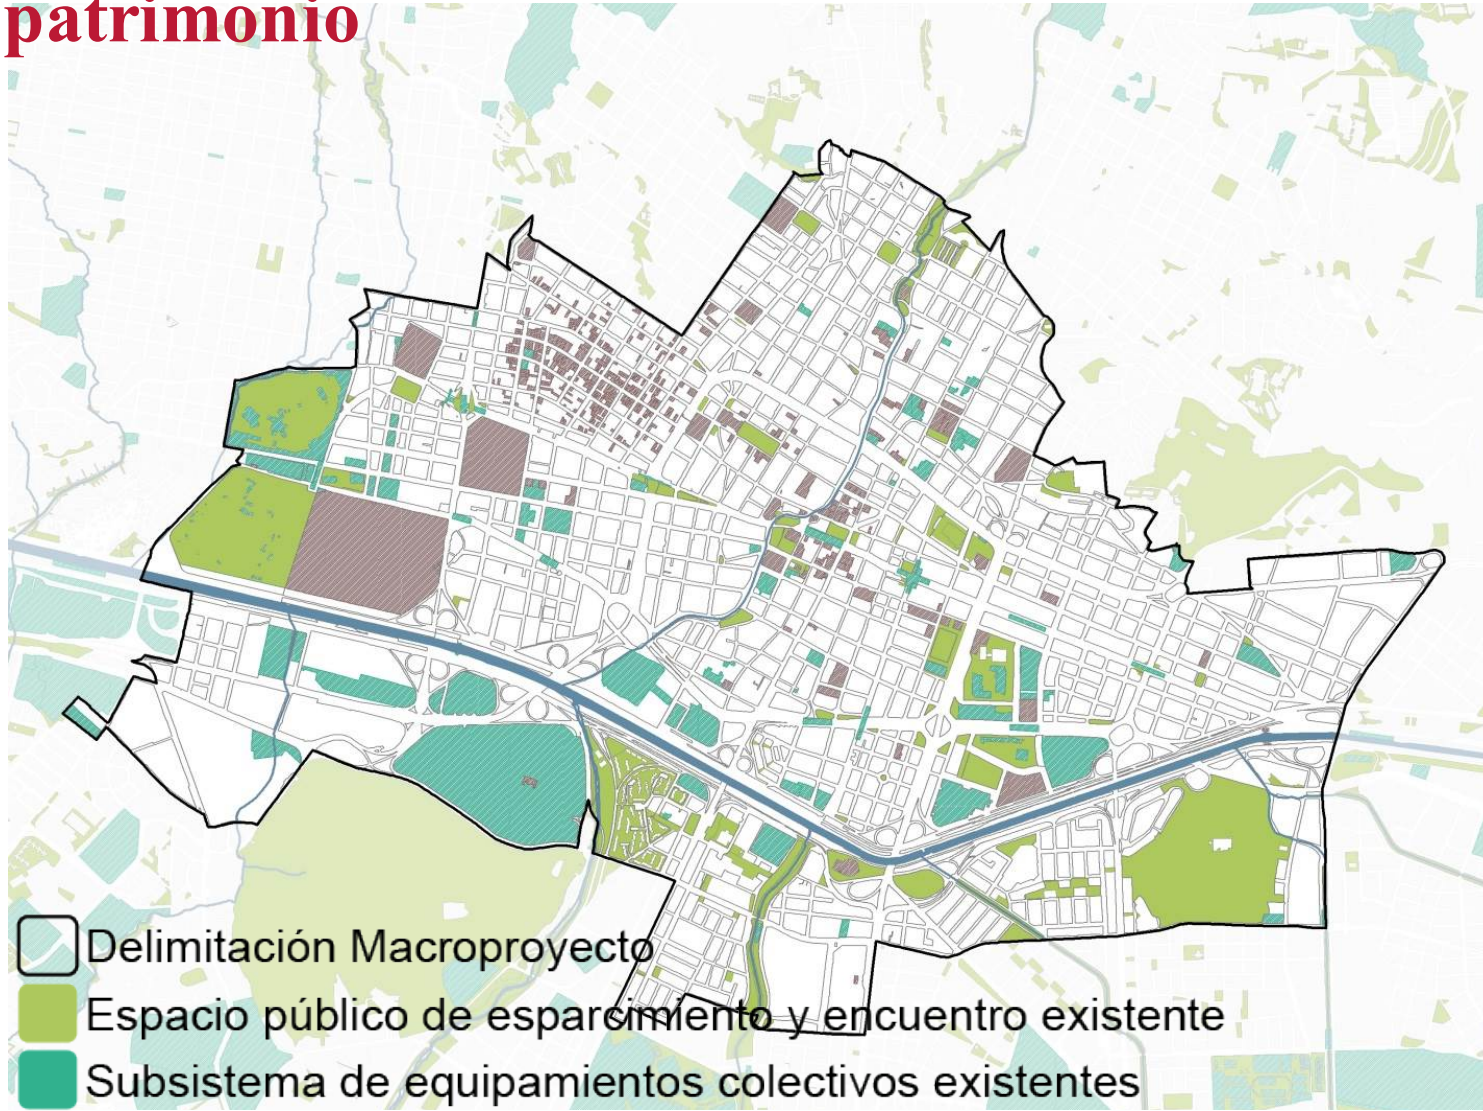 patrimonio
Delimitación Macroproyecto
Espacio público de esparcimiento y encuentro existente
Subsistema de equipamientos colectivos existentes